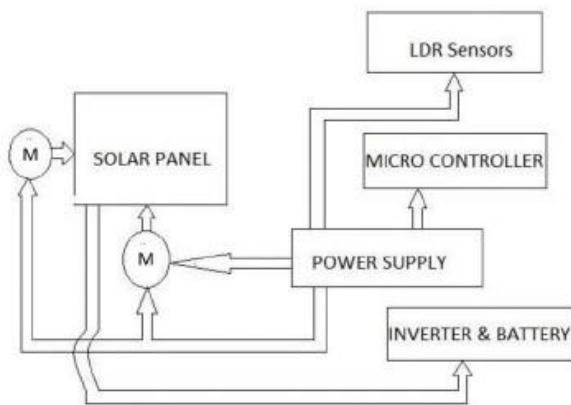 LDR Sensors
M
SOLAR PANEL
MICRO CONTROLLER
M
POWER SUPPLY
INVERTER & BATTERY